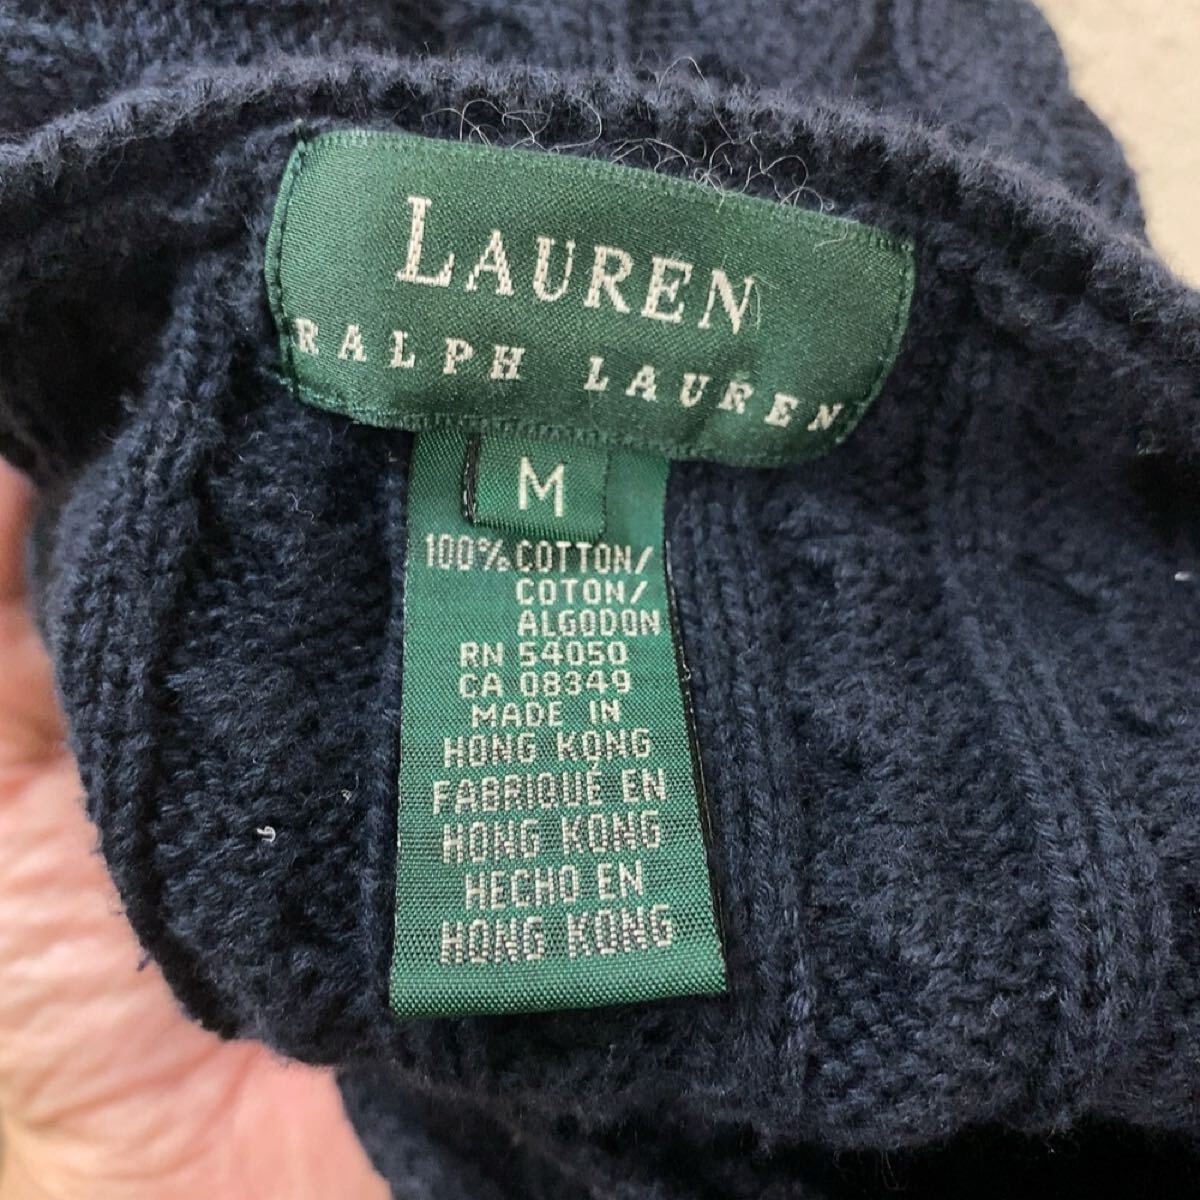 LAUREN
RALPH LAUREN
M
100% COTTON/
COTON/
ALGODON
RN 54050
CA 08349
MADE IN
HONG KONG
FABRIQUÉ EN
HONG KONG
HECHO EN
HONG KONG